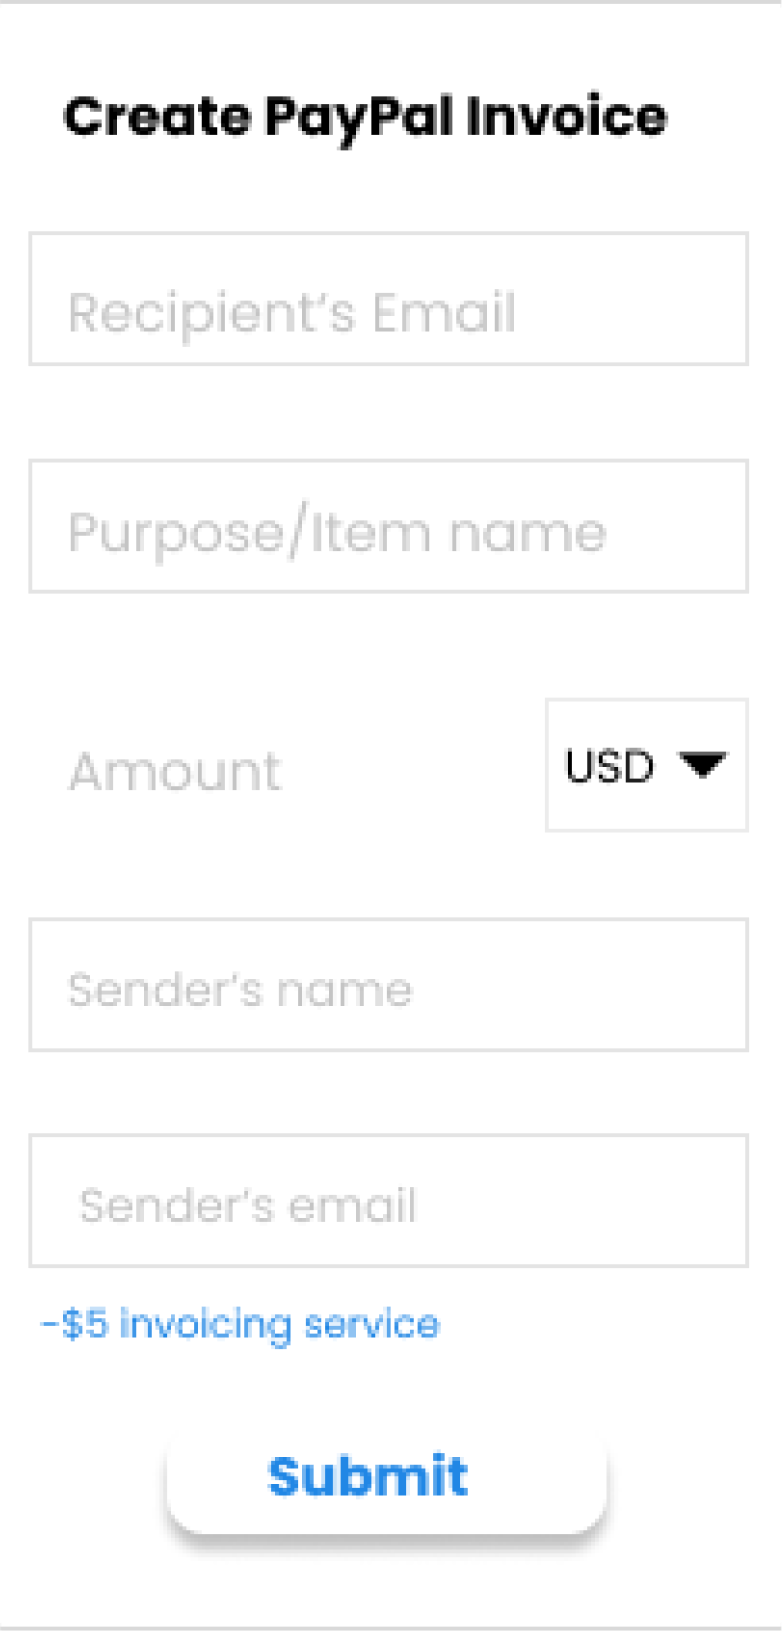 Create PayPal Invoice
Recipient's Email
Purpose/Item name
Amount
USD
Sender's name
Sender's email
-$5 invoicing service
Submit